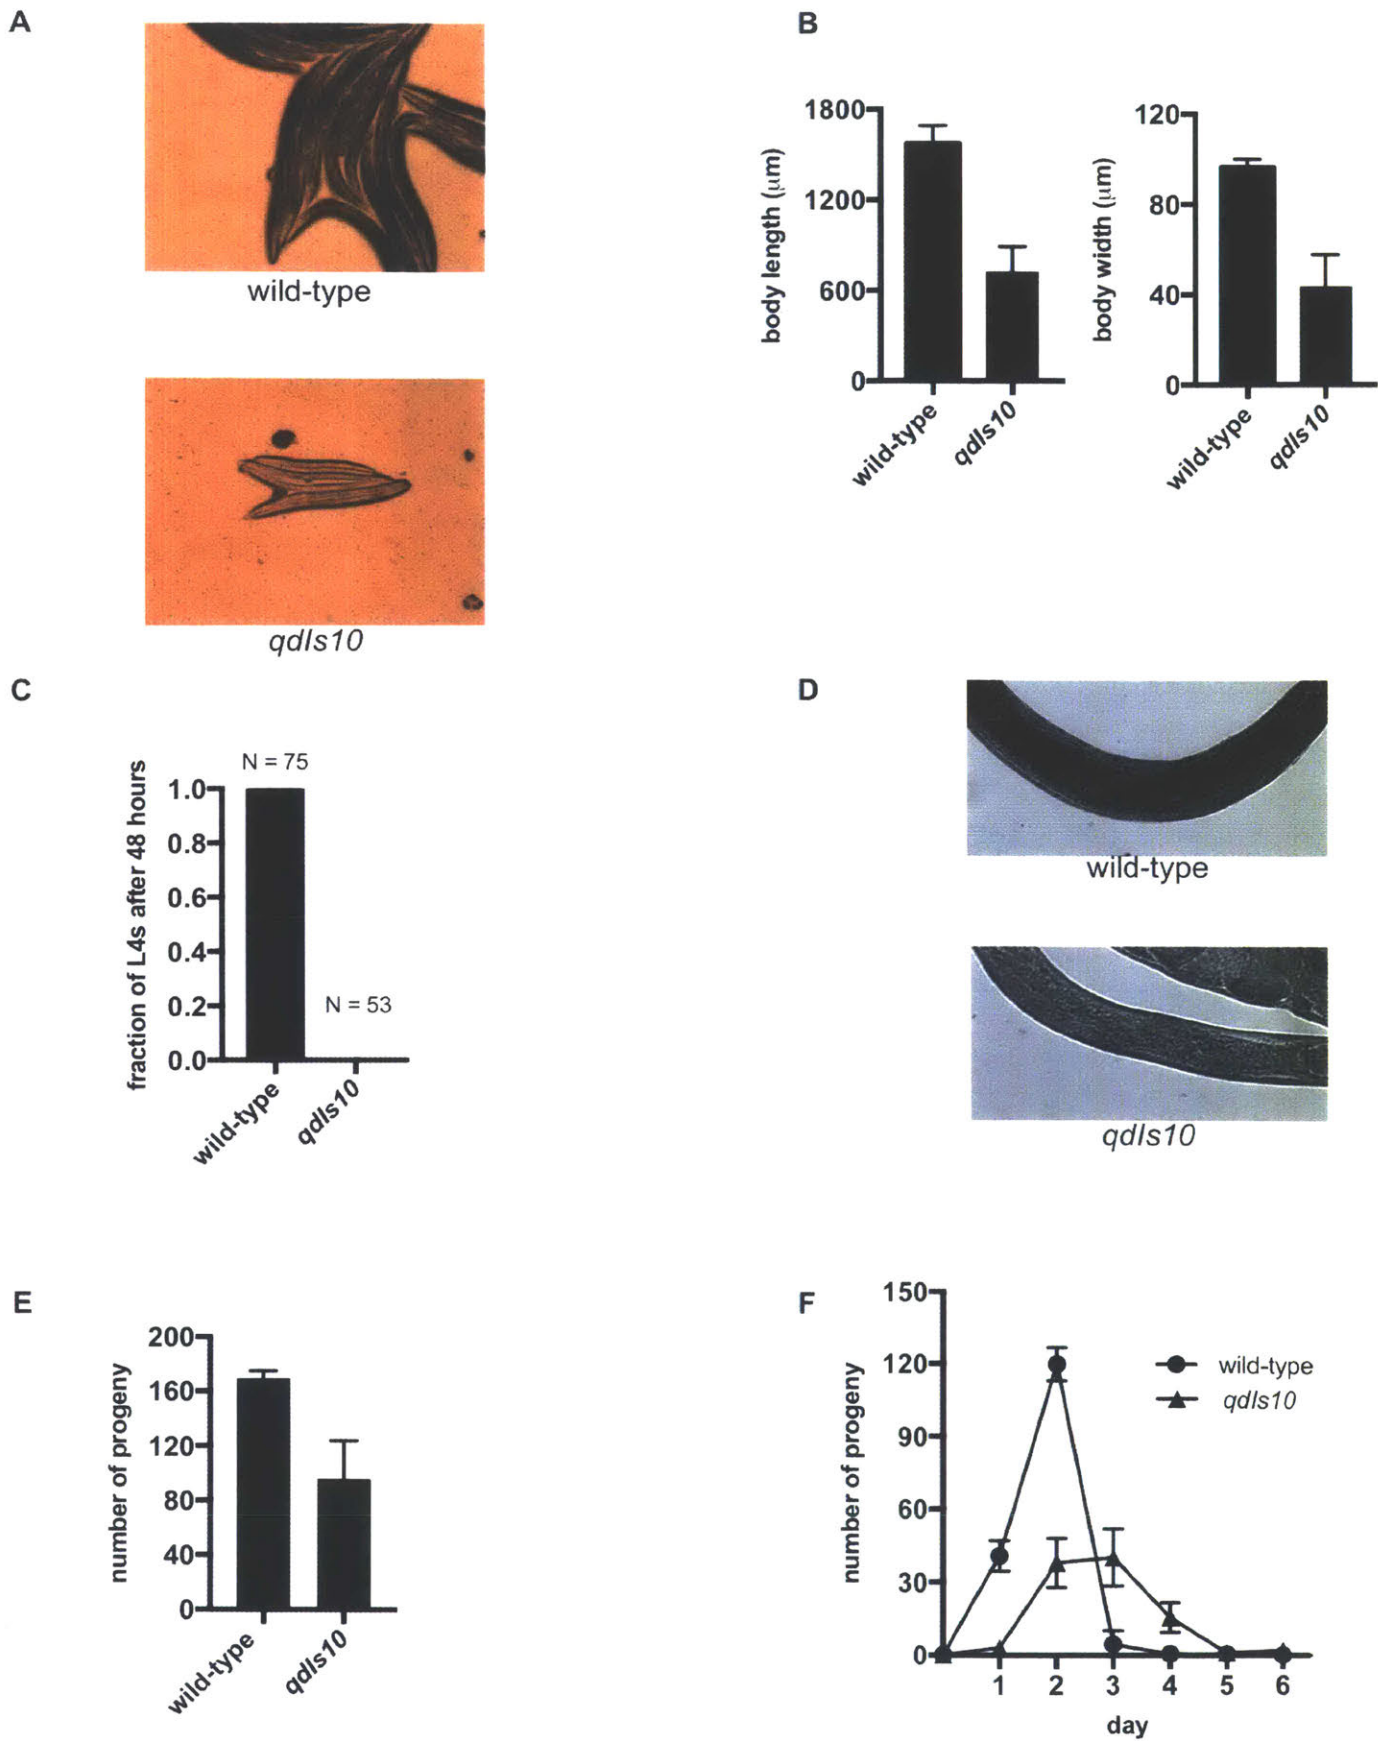 A
wild-type
qdIs10
B
body length (μm)
1800
1200
600
0
wild-type
qdIs10
body width (μm)
120
80
40
0
wild-type
qdIs10
C
fraction of L4s after 48 hours
1.0
0.8
0.6
0.4
0.2
0.0
N = 75
N = 53
wild-type
qdIs10
D
wild-type
qdIs10
E
number of progeny
200
160
120
80
40
0
wild-type
qdIs10
F
number of progeny
150
120
90
60
30
0
wild-type
qdIs10
1 2 3 4 5 6
day